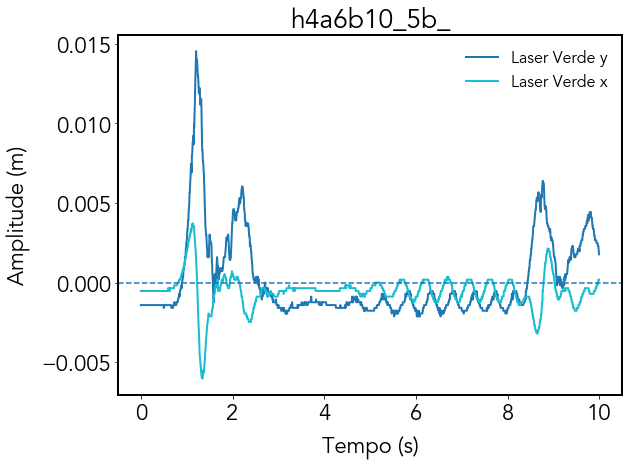 h4a6b10_5b_
Laser Verde y
Laser Verde x
Amplitude (m)
0.015
0.010
0.005
0.000
−0.005
0 2 4 6 8 10
Tempo (s)